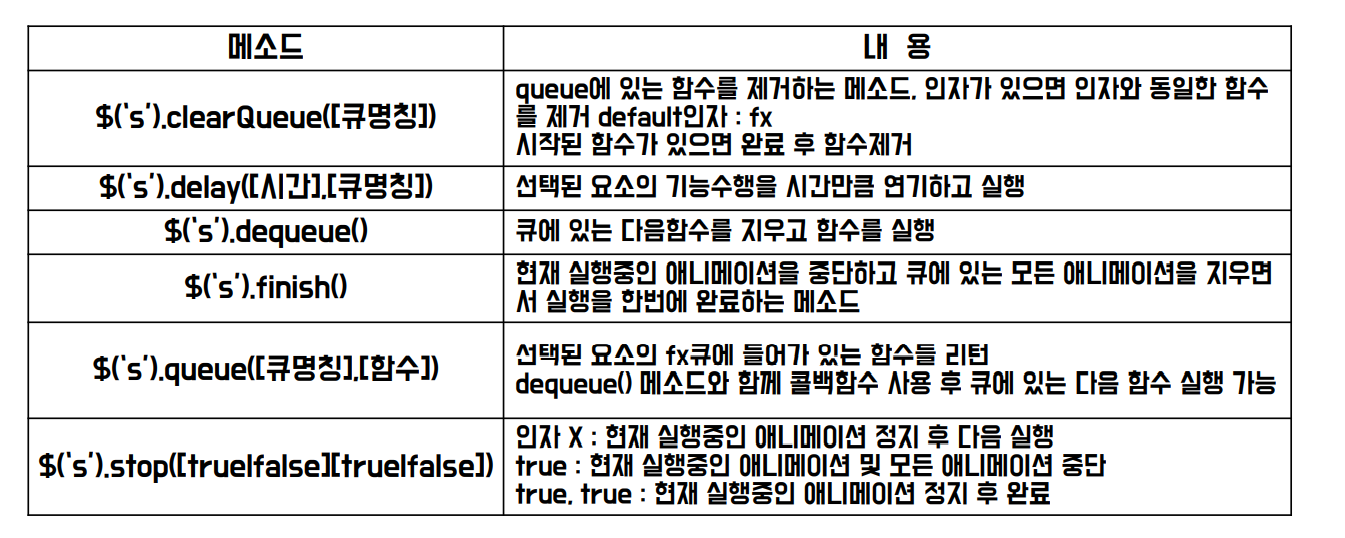 메소드
내 용
$(‘s’).clearQueue([큐명칭])
queue에 있는 함수를 제거하는 메소드, 인자가 있으면 인자와 동일한 함수
를 제거 default인자 : fx
시작된 함수가 있으면 완료 후 함수제거
$(‘s’).delay([시간],[큐명칭])
선택된 요소의 기능수행을 시간만큼 연기하고 실행
$(‘s’).dequeue()
큐에 있는 다음함수를 지우고 함수를 실행
$(‘s’).finish()
현재 실행중인 애니메이션을 중단하고 큐에 있는 모든 애니메이션을 지우면
서 실행을 한번에 완료하는 메소드
$(‘s’).queue([큐명칭],[함수])
선택된 요소의 fx큐에 들어가 있는 함수들 리턴
dequeue() 메소드와 함께 콜백함수 사용 후 큐에 있는 다음 함수 실행 가능
$(‘s’).stop([true|false][true|false])
인자 X : 현재 실행중인 애니메이션 정지 후 다음 실행
true : 현재 실행중인 애니메이션 및 모든 애니메이션 중단
true, true : 현재 실행중인 애니메이션 정지 후 완료